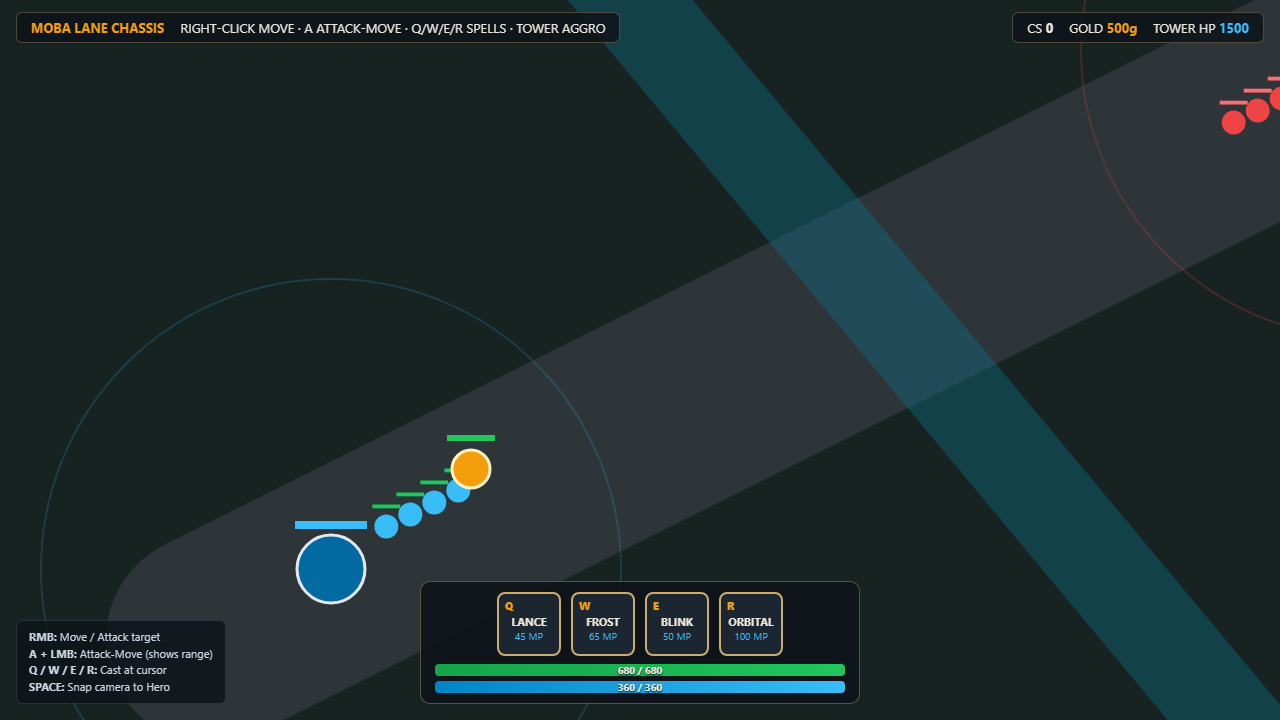 MOBA LANE CHASSIS RIGHT-CLICK MOVE · A ATTACK-MOVE · Q/W/E/R SPELLS · TOWER AGGRO
CS 0 GOLD 500g TOWER HP 1500
RMB: Move / Attack target
A + LMB: Attack-Move (shows range)
Q / W / E / R: Cast at cursor
SPACE: Snap camera to Hero
Q
LANCE
45 MP
W
FROST
65 MP
E
BLINK
50 MP
R
ORBITAL
100 MP
680 / 680
360 / 360